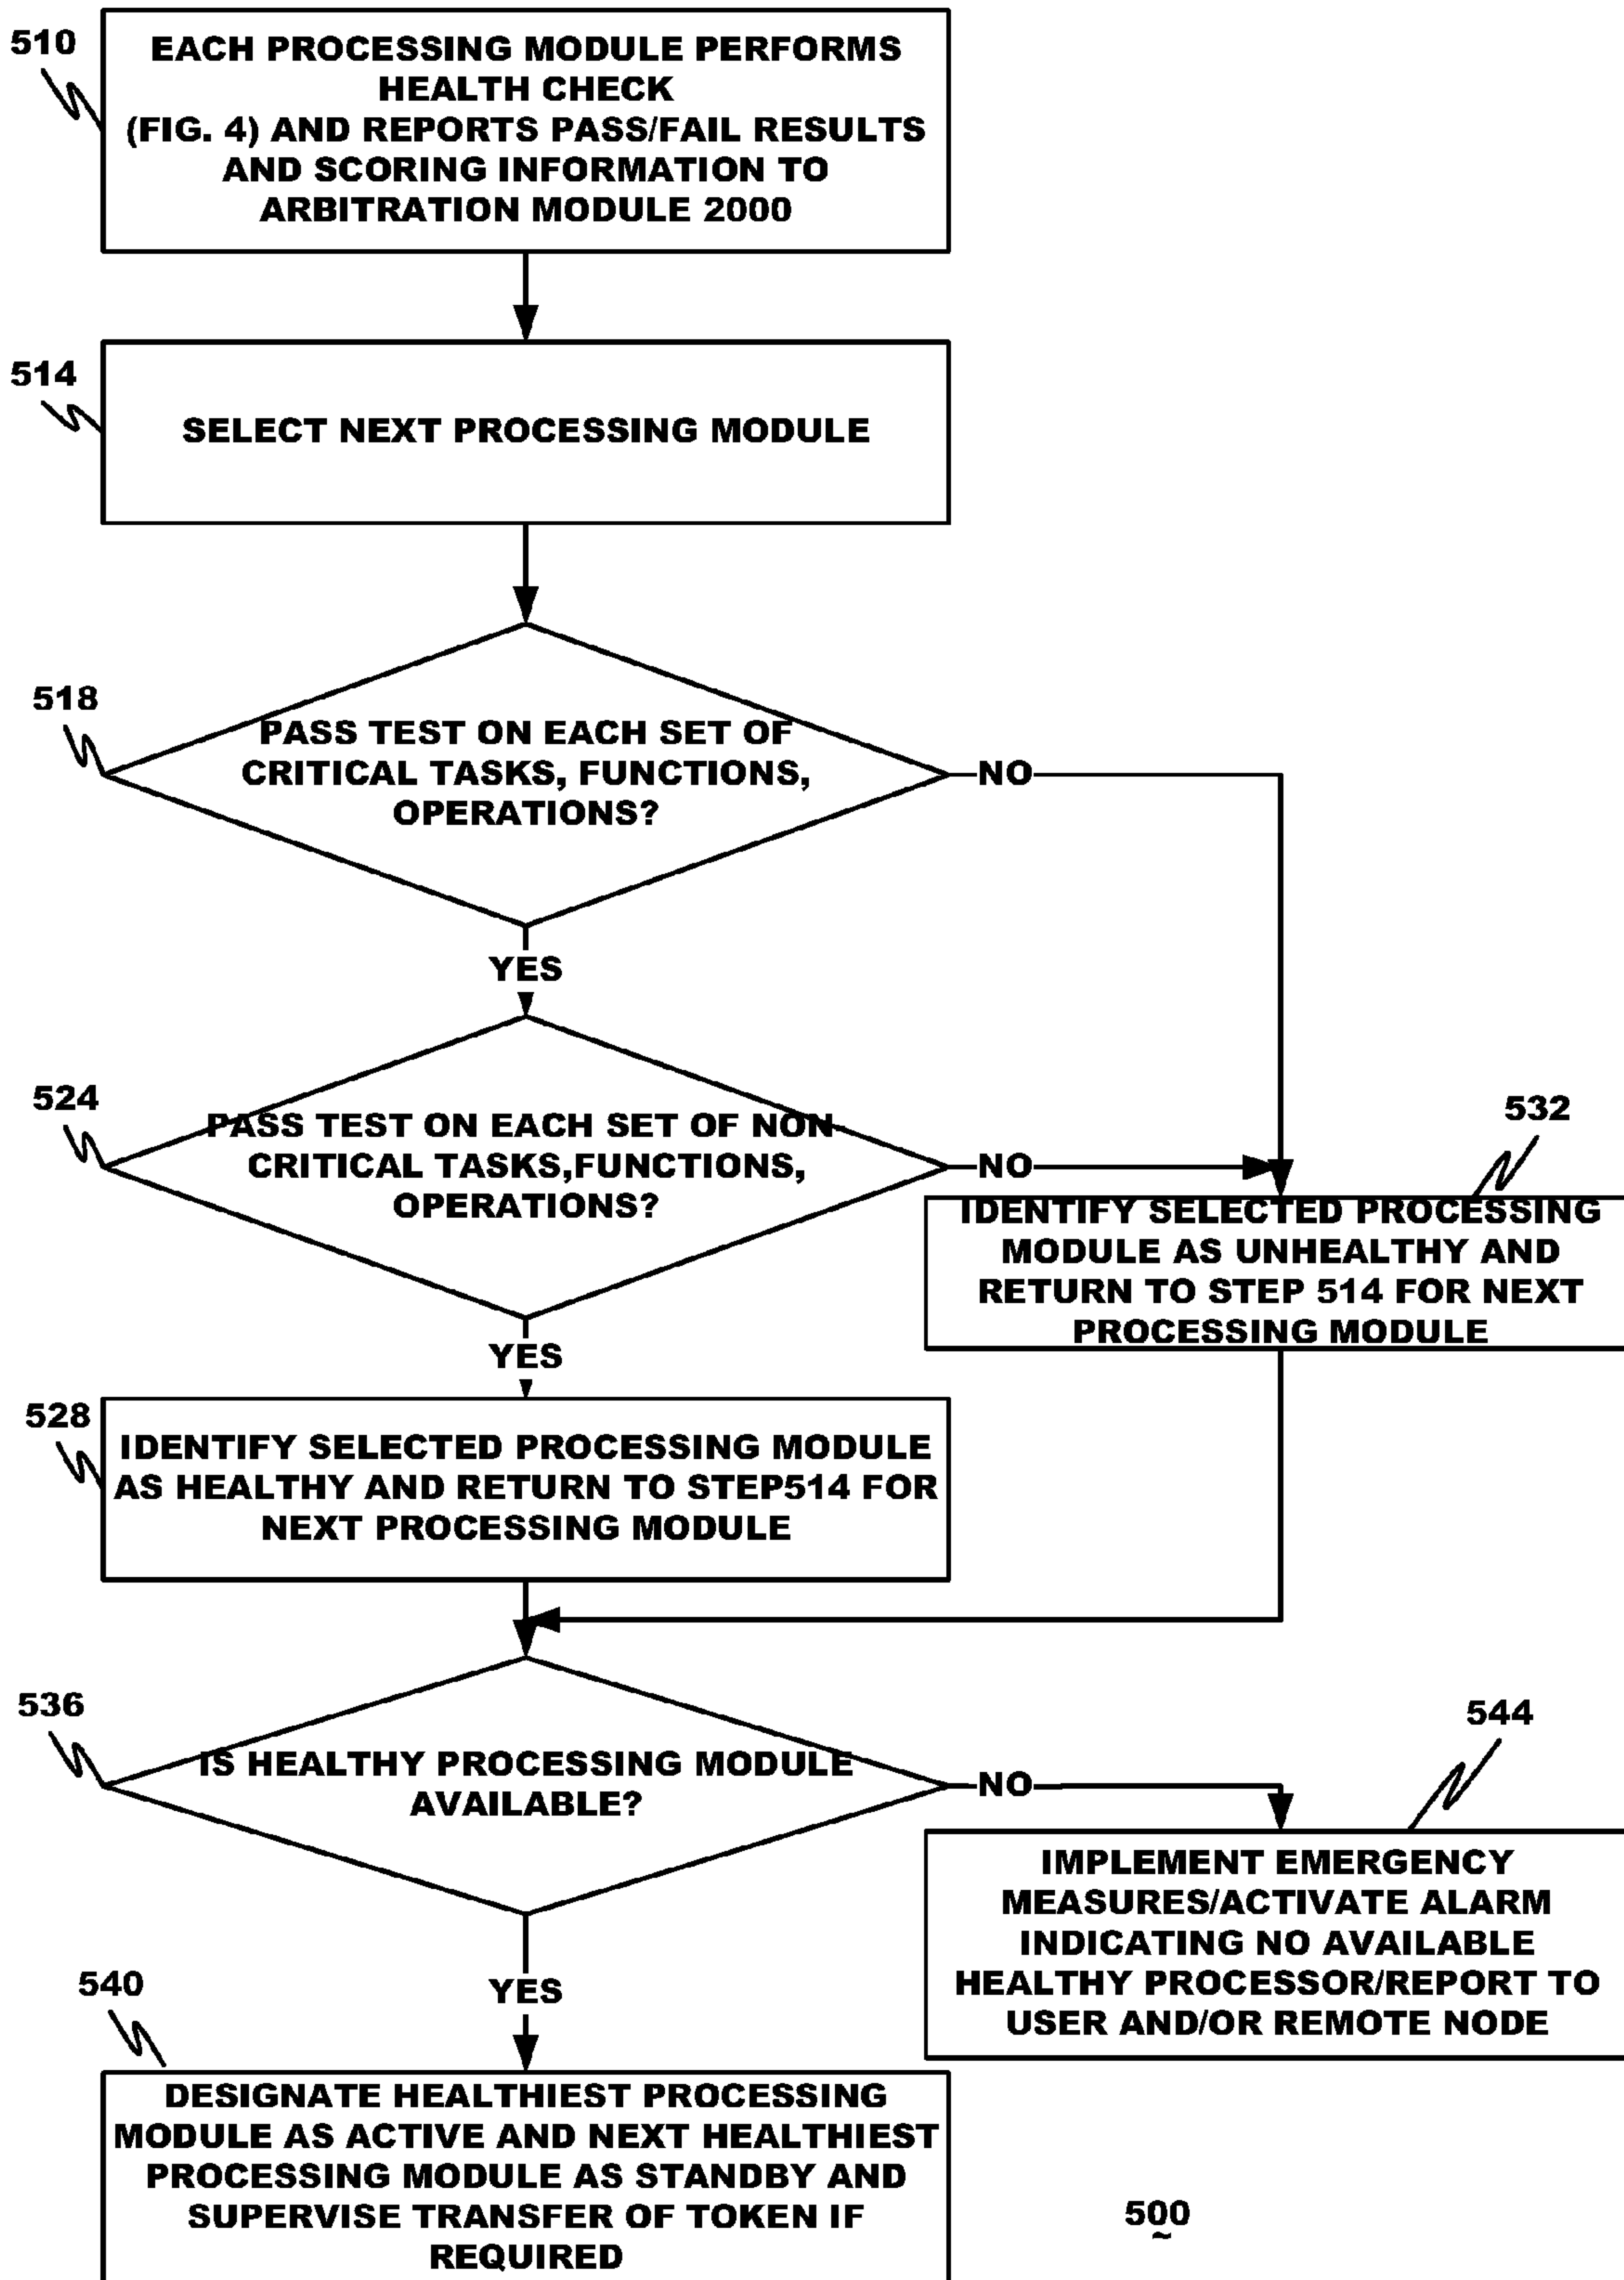 510
EACH PROCESSING MODULE PERFORMS
HEALTH CHECK
(FIG. 4) AND REPORTS PASS/FAIL RESULTS
AND SCORING INFORMATION TO
ARBITRATION MODULE 2000
514
SELECT NEXT PROCESSING MODULE
518
PASS TEST ON EACH SET OF
CRITICAL TASKS, FUNCTIONS,
OPERATIONS?
NO
YES
524
PASS TEST ON EACH SET OF NON
CRITICAL TASKS,FUNCTIONS,
OPERATIONS?
NO
532
IDENTIFY SELECTED PROCESSING
MODULE AS UNHEALTHY AND
RETURN TO STEP 514 FOR NEXT
PROCESSING MODULE
YES
528
IDENTIFY SELECTED PROCESSING MODULE
AS HEALTHY AND RETURN TO STEP514 FOR
NEXT PROCESSING MODULE
536
IS HEALTHY PROCESSING MODULE
AVAILABLE?
NO
544
IMPLEMENT EMERGENCY
MEASURES/ACTIVATE ALARM
INDICATING NO AVAILABLE
HEALTHY PROCESSOR/REPORT TO
USER AND/OR REMOTE NODE
YES
540
DESIGNATE HEALTHIEST PROCESSING
MODULE AS ACTIVE AND NEXT HEALTHIEST
PROCESSING MODULE AS STANDBY AND
SUPERVISE TRANSFER OF TOKEN IF
REQUIRED
500
~